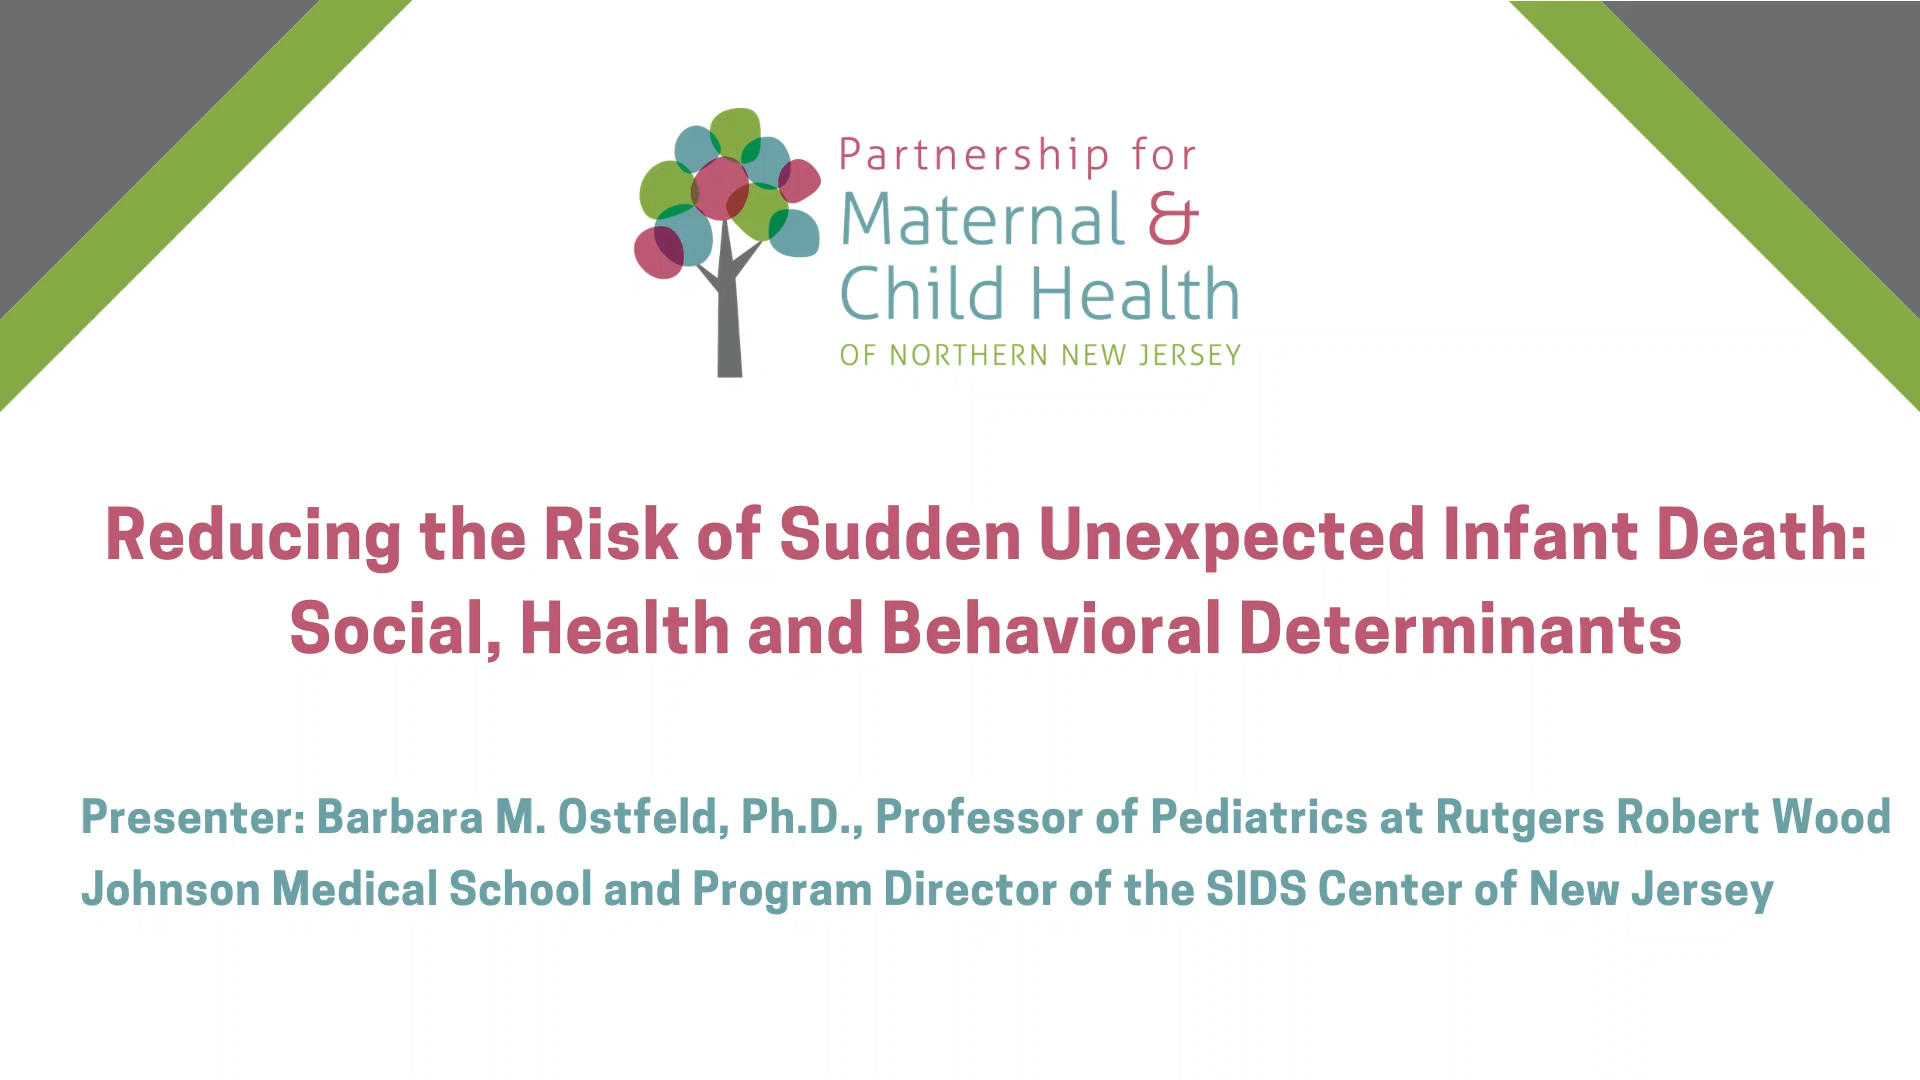 Partnership for
Maternal &
Child Health
OF NORTHERN NEW JERSEY
Reducing the Risk of Sudden Unexpected Infant Death:
Social, Health and Behavioral Determinants
Presenter: Barbara M. Ostfeld, Ph.D., Professor of Pediatrics at Rutgers Robert Wood
Johnson Medical School and Program Director of the SIDS Center of New Jersey